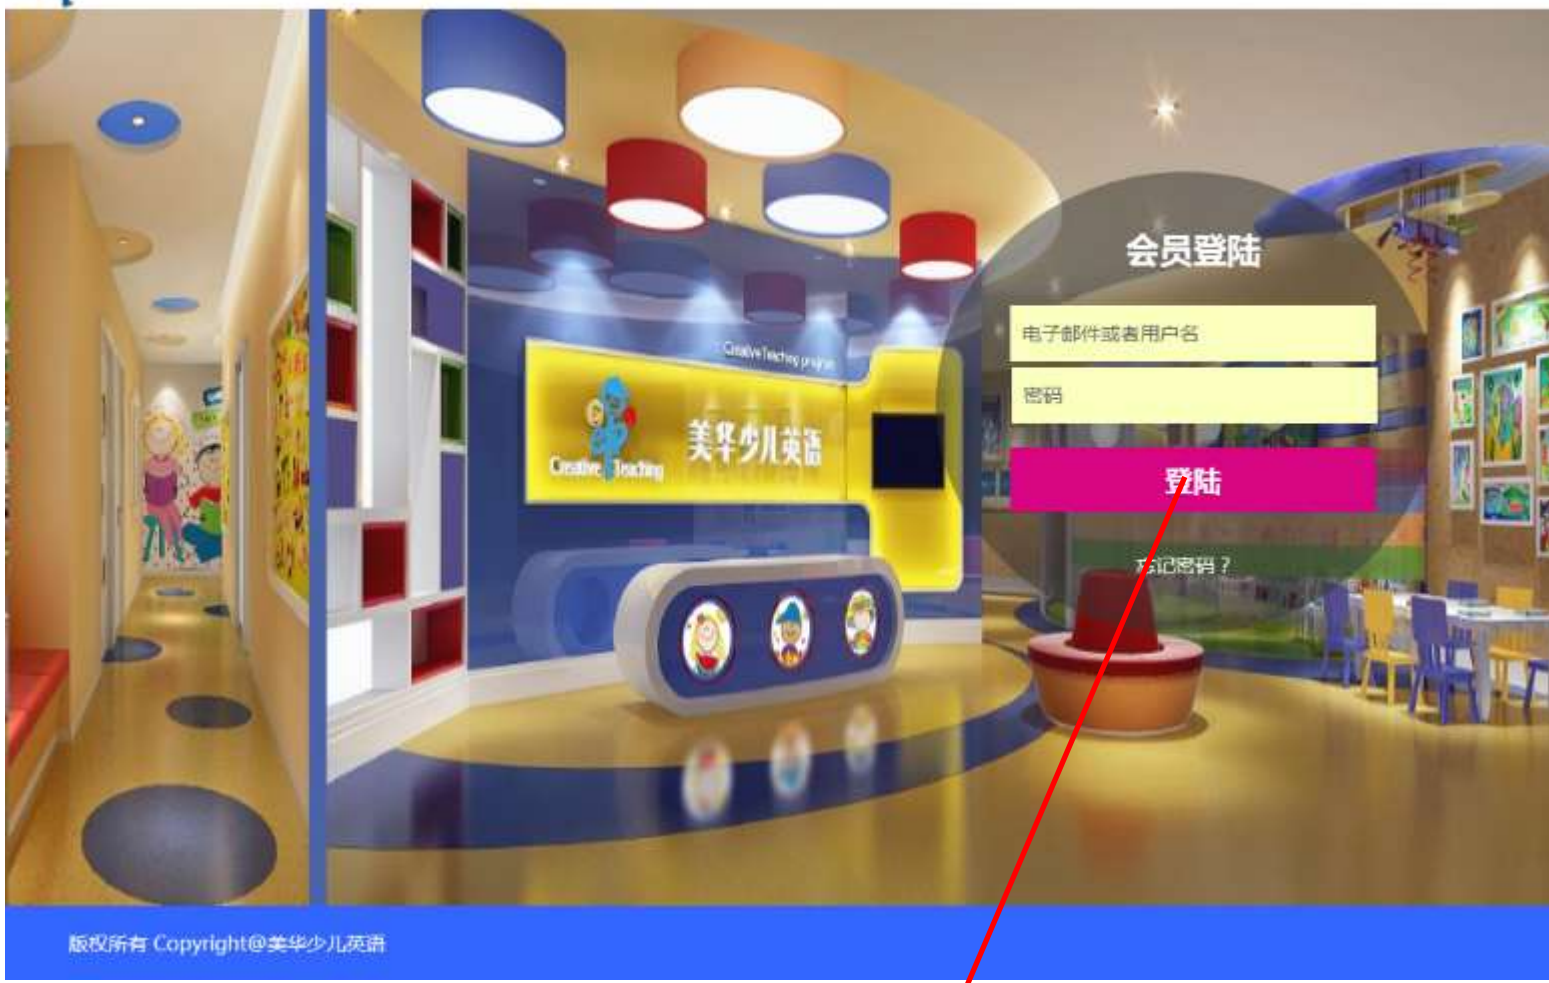 : CreativeTeaching program
美华少儿英语
Creative Teaching
会员登陆
电子邮件或者用户名
密码
登陆
忘记密码？
版权所有 Copyright@美华少儿英语